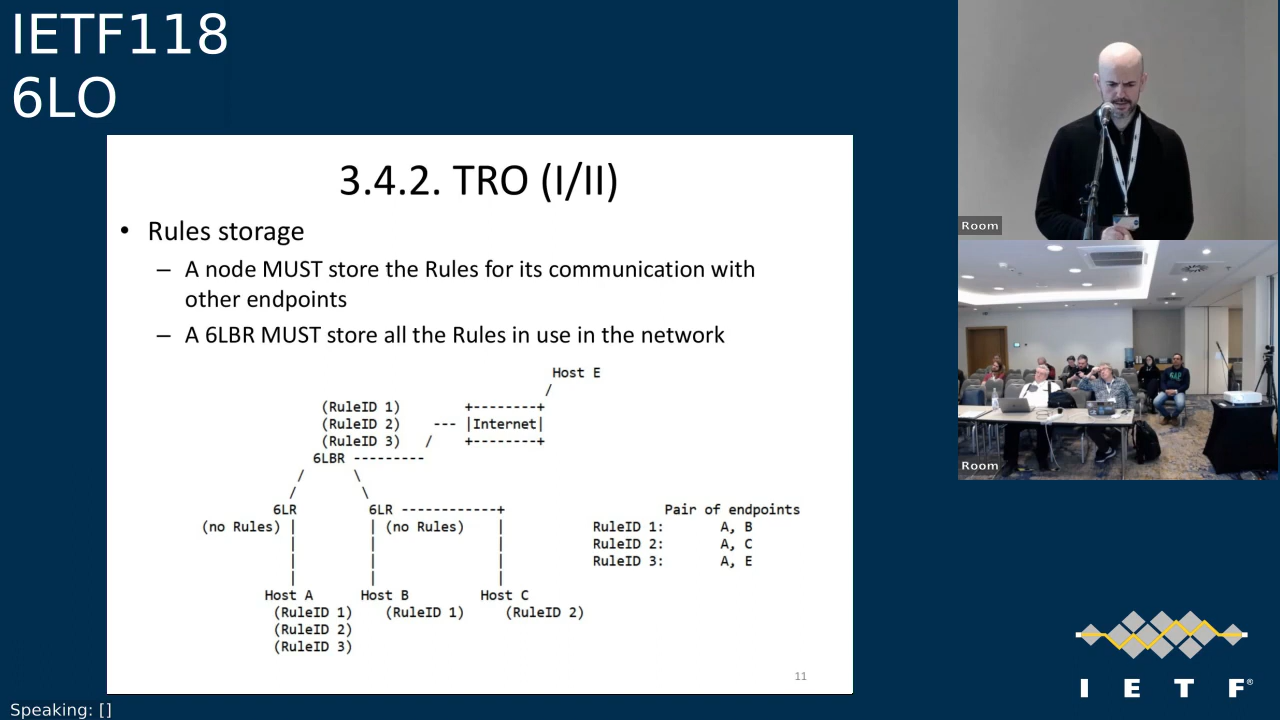 IETF118
6LO
3.4.2. TRO (I/II)
• Rules storage
– A node MUST store the Rules for its communication with
other endpoints
– A 6LBR MUST store all the Rules in use in the network
Host E
/
(RuleID 1) +--------+
(RuleID 2) --- |Internet|
(RuleID 3) / +--------+
6LBR ---------
/ \
/ \
6LR 6LR ------------+ Pair of endpoints
(no Rules) | | (no Rules) | RuleID 1: A, B
| | | RuleID 2: A, C
| | | RuleID 3: A, E
| | |
Host A Host B Host C
(RuleID 1) (RuleID 1) (RuleID 2)
(RuleID 2)
(RuleID 3)
11
Room
Room
I E T F®
Speaking: []